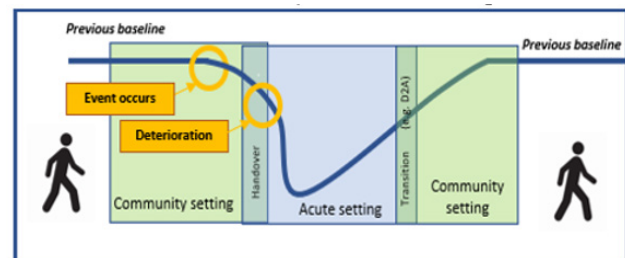 Previous baseline
Previous baseline
Event occurs
Deterioration
Handover
Transition (e.g. D2A)
Community setting
Acute setting
Community
setting